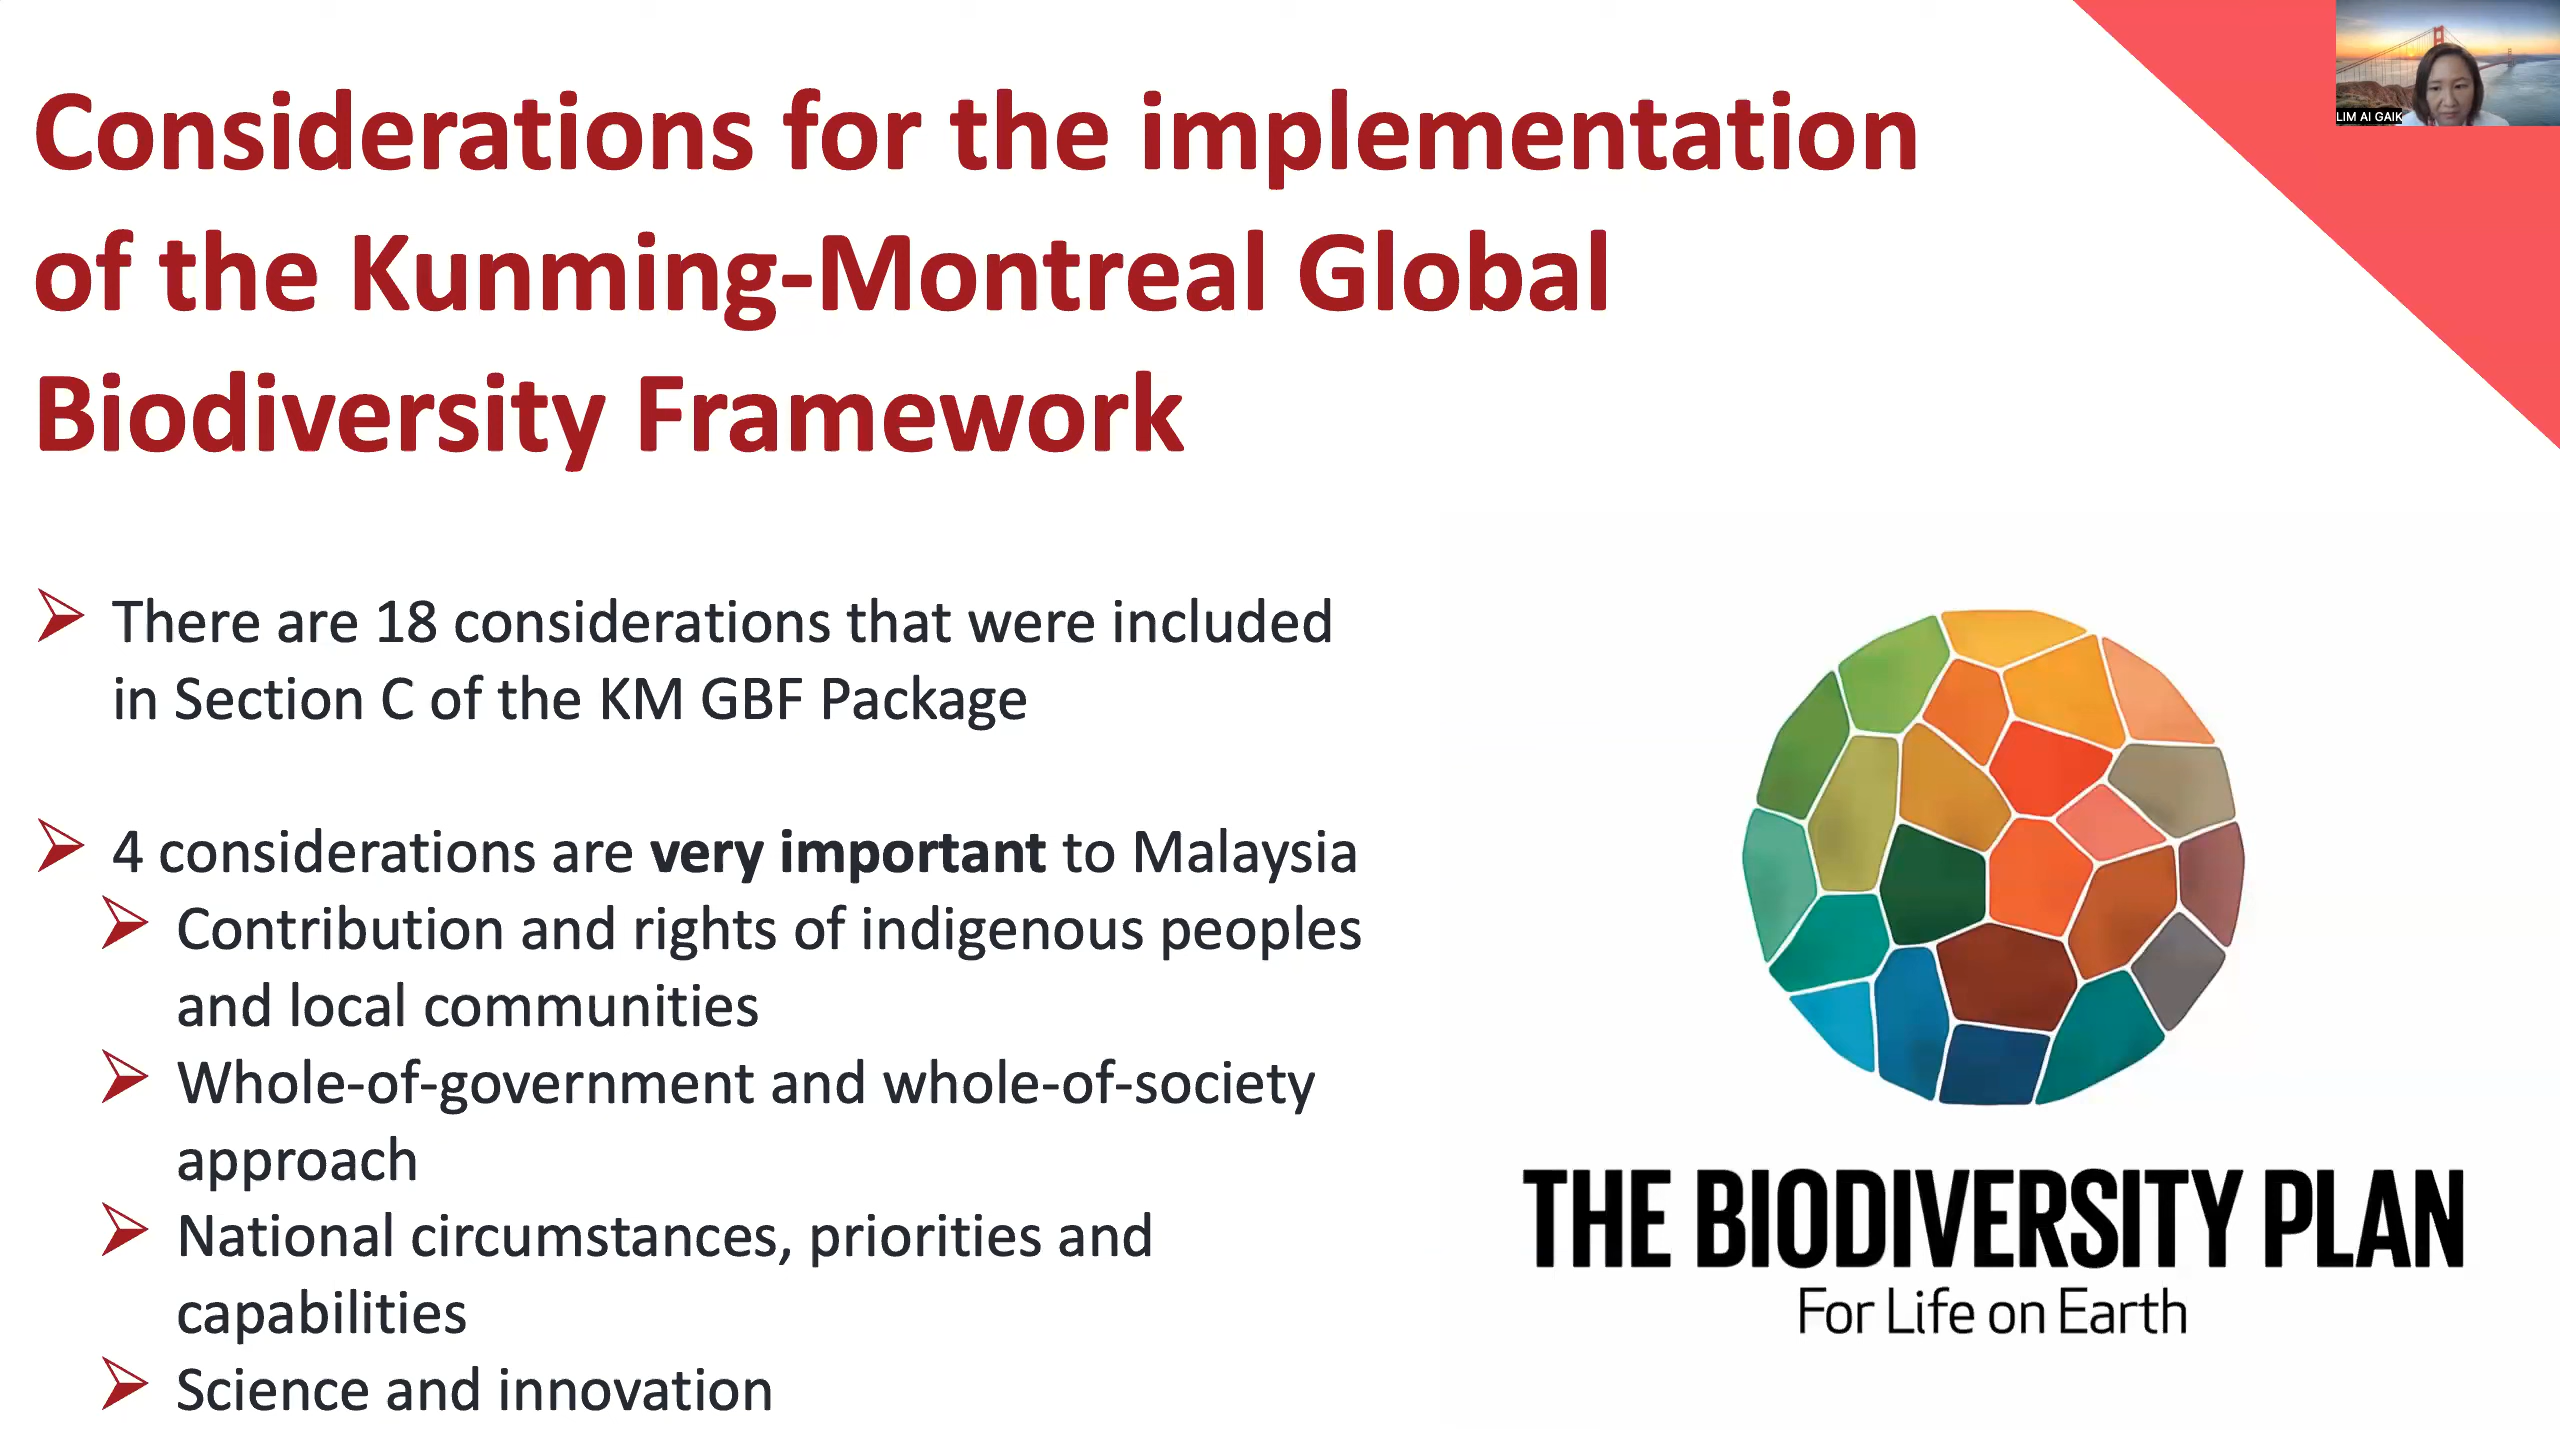 Considerations for the implementation
of the Kunming-Montreal Global
Biodiversity Framework
LIM AI GAIK
There are 18 considerations that were included
in Section C of the KM GBF Package
4 considerations are very important to Malaysia
Contribution and rights of indigenous peoples
and local communities
Whole-of-government and whole-of-society
approach
National circumstances, priorities and
capabilities
Science and innovation
THE BIODIVERSITY PLAN
For Life on Earth